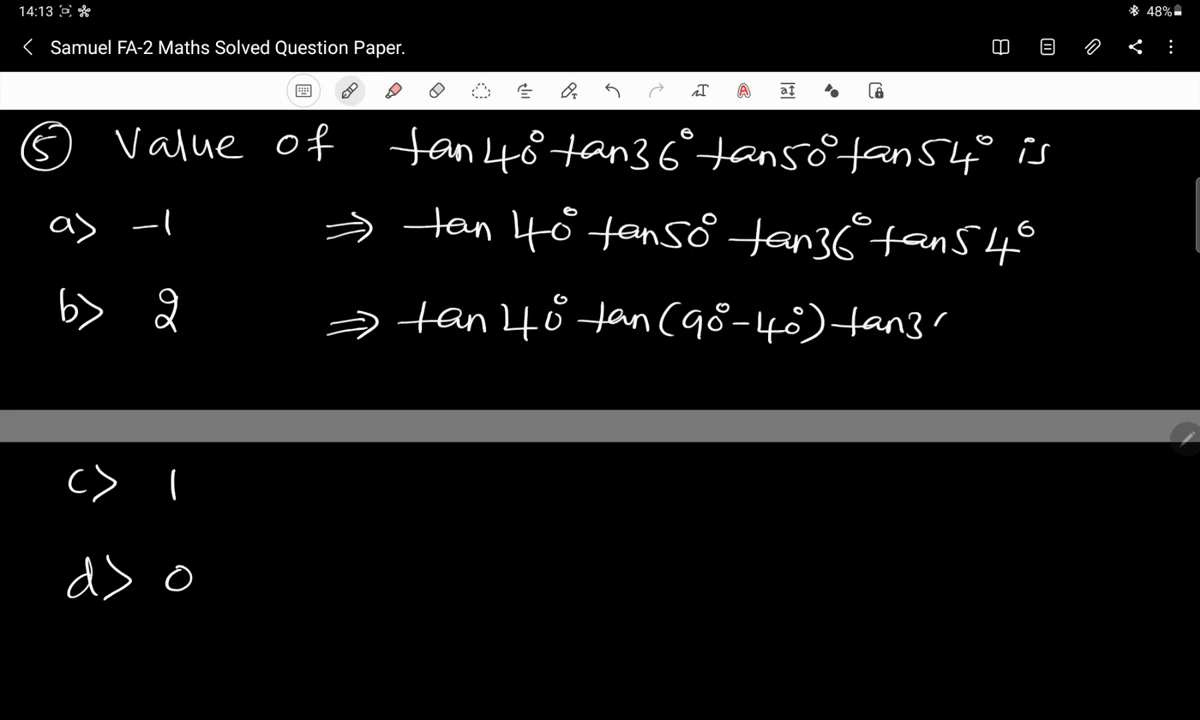 14:13 48%
Samuel FA-2 Maths Solved Question Paper.
⑤ Value of tan40° tan36° tan50° tan54° is
a> -1 ⇒ tan 40° tan50° tan36° tan54°
b> 2 ⇒ tan 40° tan(90°-40°) tan3
c> 1
d> 0